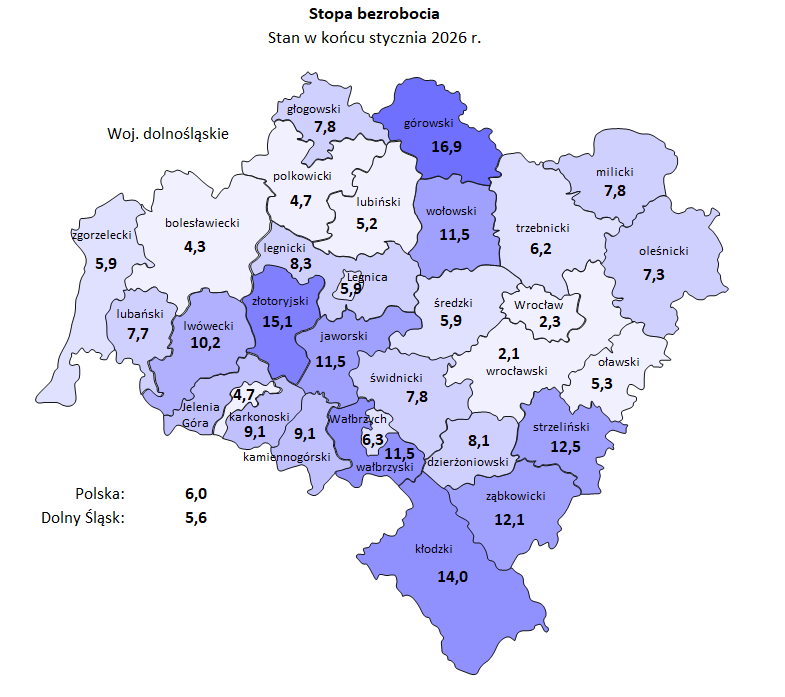 Stopa bezrobocia
Stan w końcu stycznia 2026 r.
Woj. dolnośląskie
głogowski
7,8
górowski
16,9
polkowicki
4,7
lubiński
5,2
milicki
7,8
wołowski
11,5
trzebnicki
6,2
bolesławiecki
4,3
zgorzelecki
5,9
oleśnicki
7,3
legnicki
8,3
Legnica
5,9
złotoryjski
15,1
średzki
5,9
Wrocław
2,3
lubański
7,7
lwówecki
10,2
jaworski
11,5
2,1
wrocławski
oławski
5,3
świdnicki
7,8
4,7
Jelenia
Góra
karkonoski
9,1
9,1
kamiennogórski
Wałbrzych
6,3
11,5
wałbrzyski
8,1
dzierżoniowski
strzeliński
12,5
ząbkowicki
12,1
kłodzki
14,0
Polska: 6,0
Dolny Śląsk: 5,6